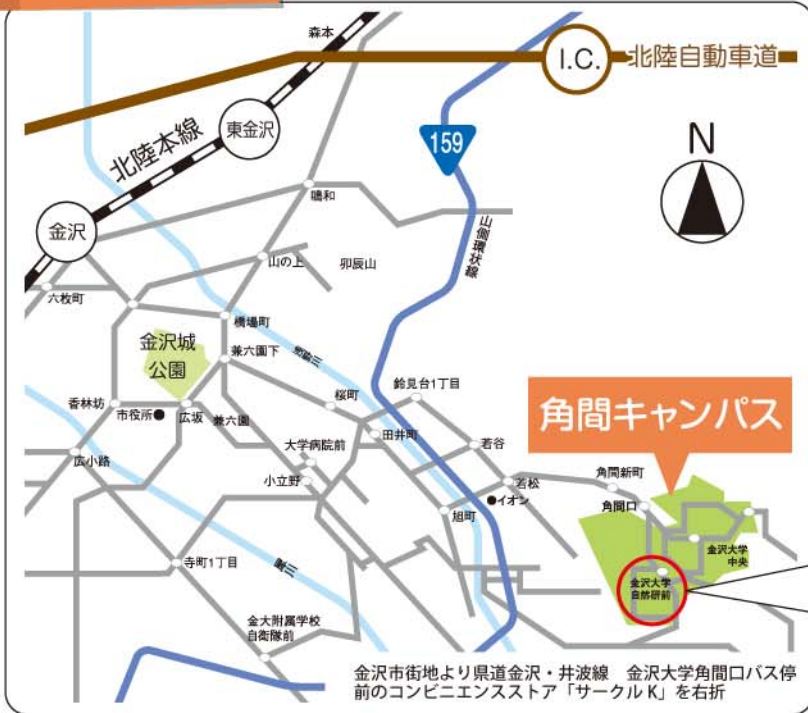 森本
I.C.
北陸自動車道
東金沢
北陸本線
159
N
金沢
鳴和
山側環状線
山の上
卯辰山
六枚町
橋場町
金沢城
公園
兼六園下
浅野川
鈴見台1丁目
角間キャンパス
香林坊
市役所
広坂
兼六園
桜町
田井町
若谷
大学病院前
広小路
小立野
若松
イオン
角間新町
角間口
旭町
金沢大学
中央
犀川
寺町1丁目
金沢大学
自然研前
金大附属学校
自衛隊前
金沢市街地より県道金沢・井波線　金沢大学角間口バス停
前のコンビニエンスストア「サークルK」を右折